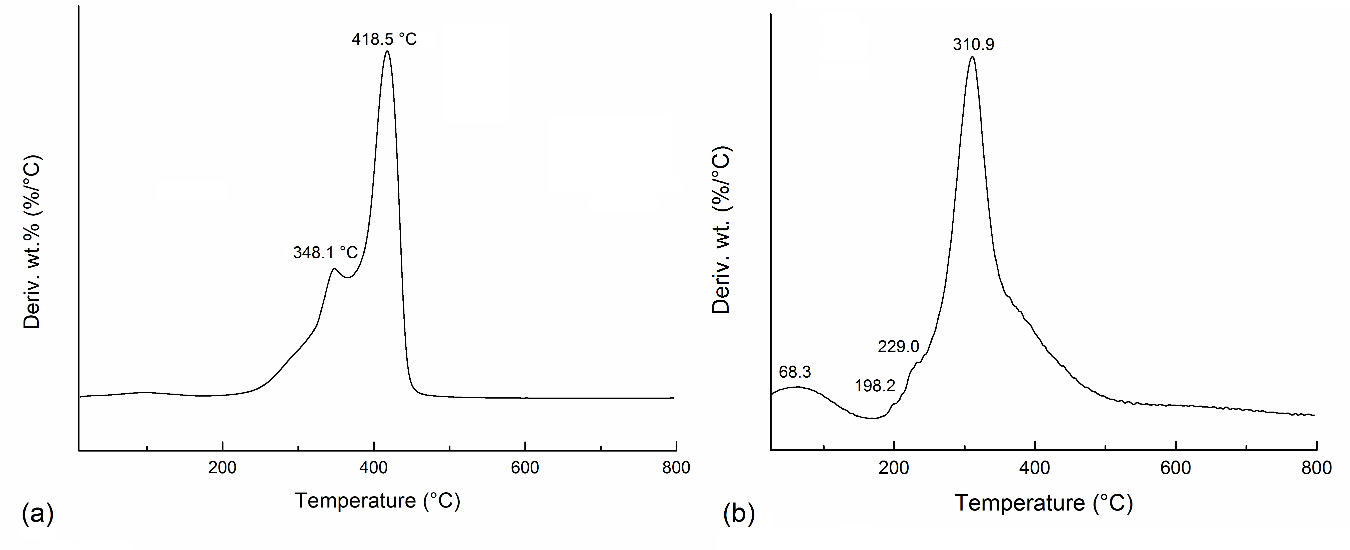 418.5 °C
348.1 °C
Deriv. wt.% (%/°C)
200
400
600
800
Temperature (°C)
(a)
310.9
229.0
198.2
68.3
Deriv. wt. (%/°C)
200
400
600
800
Temperature (°C)
(b)